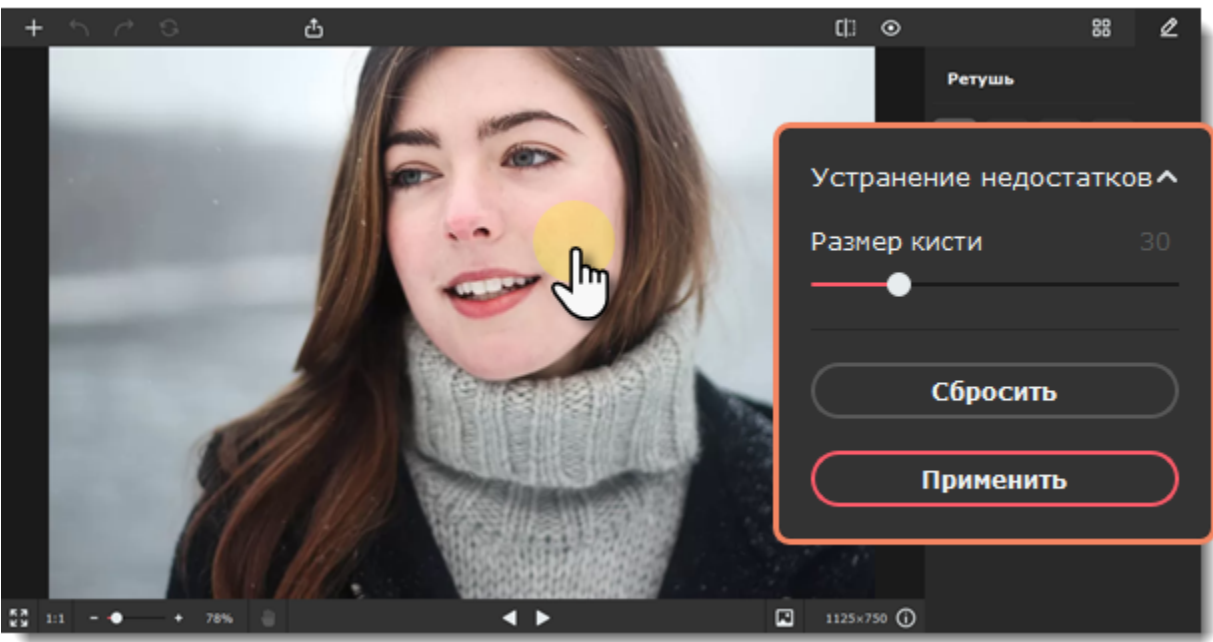 Ретушь
Устранение недостатков
Размер кисти 30
Сбросить
Применить
1:1 78% 1125×750